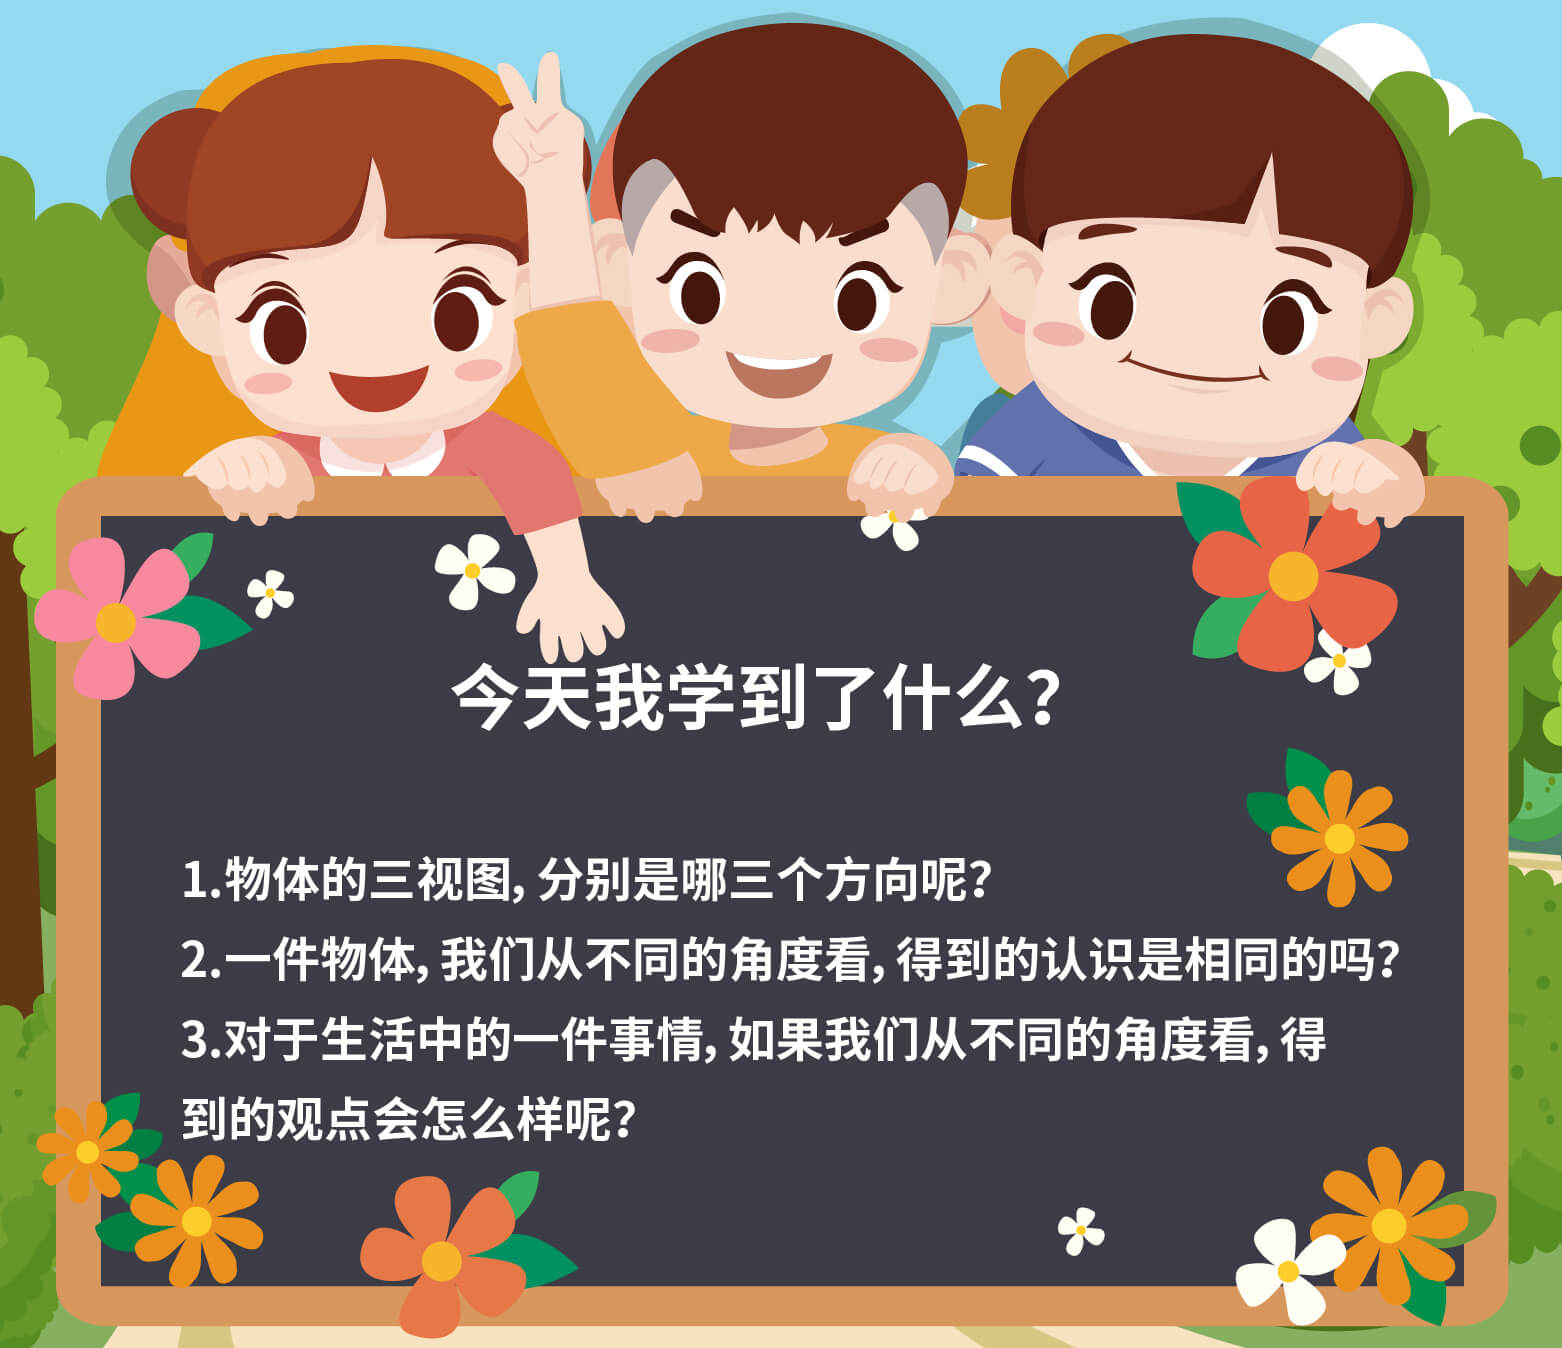 今天我学到了什么？
1.物体的三视图，分别是哪三个方向呢？
2.一件物体，我们从不同的角度看，得到的认识是相同的吗？
3.对于生活中的一件事情，如果我们从不同的角度看，得
到的观点会怎么样呢？